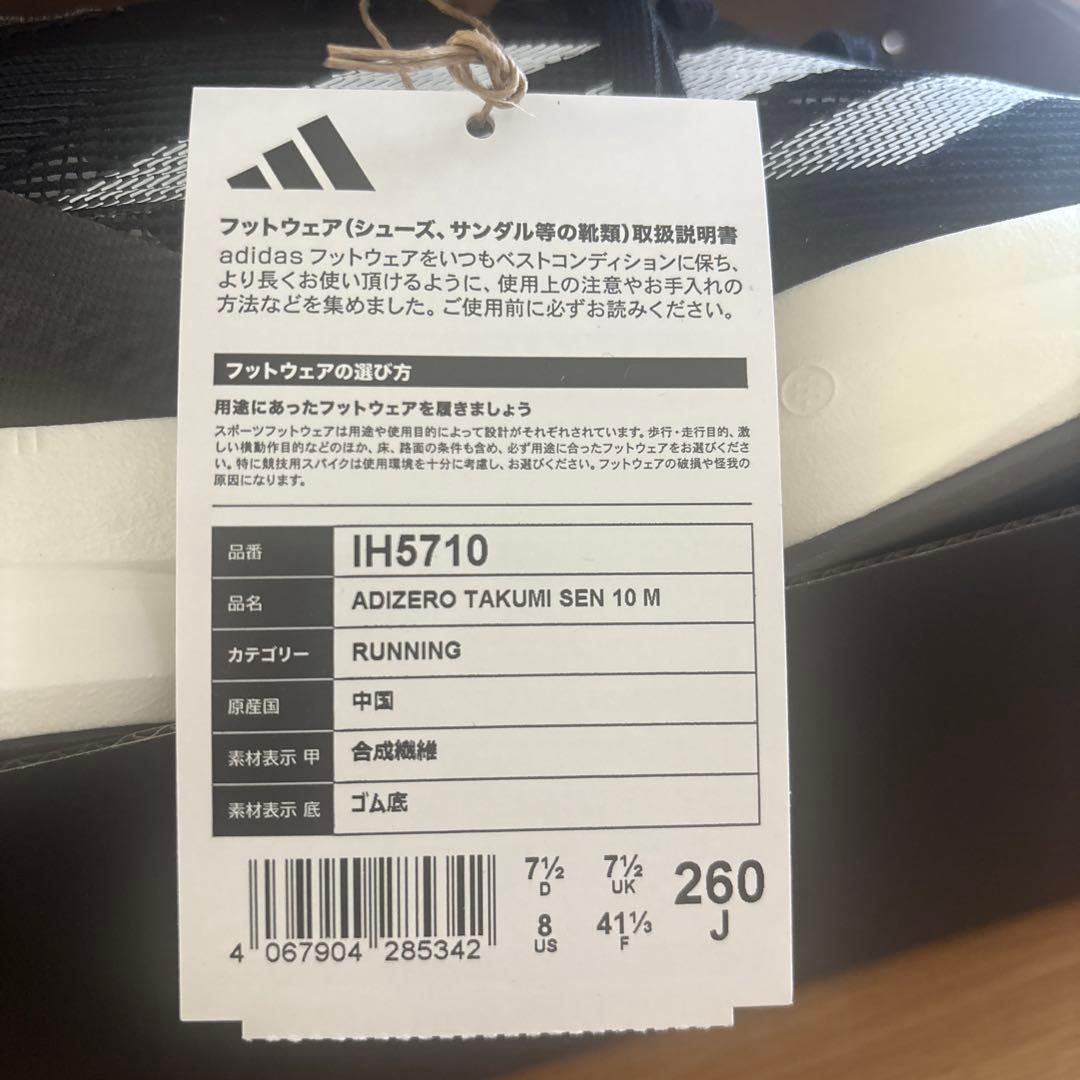 フットウェア(シューズ、サンダル等の靴類)取扱説明書
adidas フットウェアをいつもベストコンディションに保ち、
より長くお使い頂けるように、使用上の注意やお手入れの
方法などを集めました。ご使用前に必ずお読みください。
フットウェアの選び方
用途にあったフットウェアを履きましょう
スポーツフットウェアは用途や使用目的によって設計がそれぞれされています。歩行・走行目的、激
しい横動作目的などのほか、床、路面の条件も含め、必ず用途に合ったフットウェアをお選びくださ
い。特に競技用スパイクは使用環境を十分に考慮し、お選びください。フットウェアの破損や怪我の
原因になります。
品番 IH5710
品名 ADIZERO TAKUMI SEN 10 M
カテゴリー RUNNING
原産国 中国
素材表示 甲 合成繊維
素材表示 底 ゴム底
7½ 7½ 260
D UK J
8 41⅓
US F
4 067904 285342